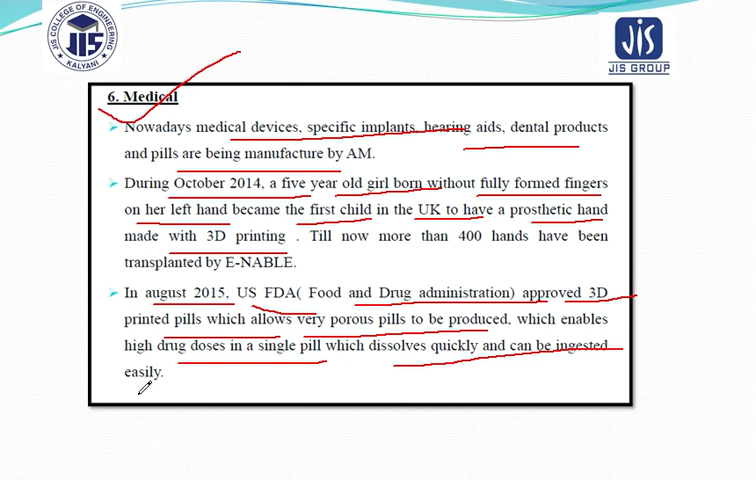 JIS COLLEGE OF ENGINEERING
JIS
KALYANI
JIS
JIS GROUP
6. Medical
Nowadays medical devices, specific implants, hearing aids, dental products
and pills are being manufacture by AM.
During October 2014, a five year old girl born without fully formed fingers
on her left hand became the first child in the UK to have a prosthetic hand
made with 3D printing . Till now more than 400 hands have been
transplanted by E-NABLE.
In august 2015, US FDA( Food and Drug administration) approved 3D
printed pills which allows very porous pills to be produced, which enables
high drug doses in a single pill which dissolves quickly and can be ingested
easily.